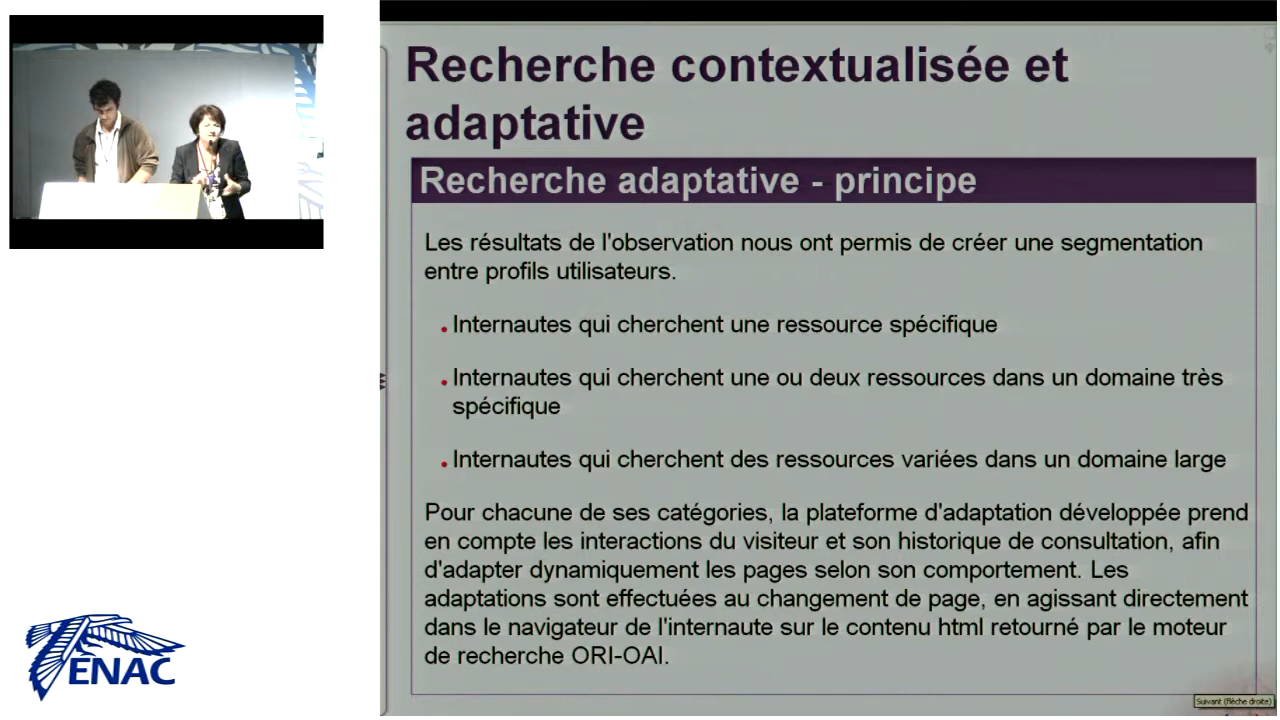 Recherche contextualisée et
adaptative
Recherche adaptative - principe
Les résultats de l'observation nous ont permis de créer une segmentation
entre profils utilisateurs.
Internautes qui cherchent une ressource spécifique
Internautes qui cherchent une ou deux ressources dans un domaine très
spécifique
Internautes qui cherchent des ressources variées dans un domaine large
Pour chacune de ses catégories, la plateforme d'adaptation développée prend
en compte les interactions du visiteur et son historique de consultation, afin
d'adapter dynamiquement les pages selon son comportement. Les
adaptations sont effectuées au changement de page, en agissant directement
dans le navigateur de l'internaute sur le contenu html retourné par le moteur
de recherche ORI-OAI.
Suivant (flèche droite)
ENAC